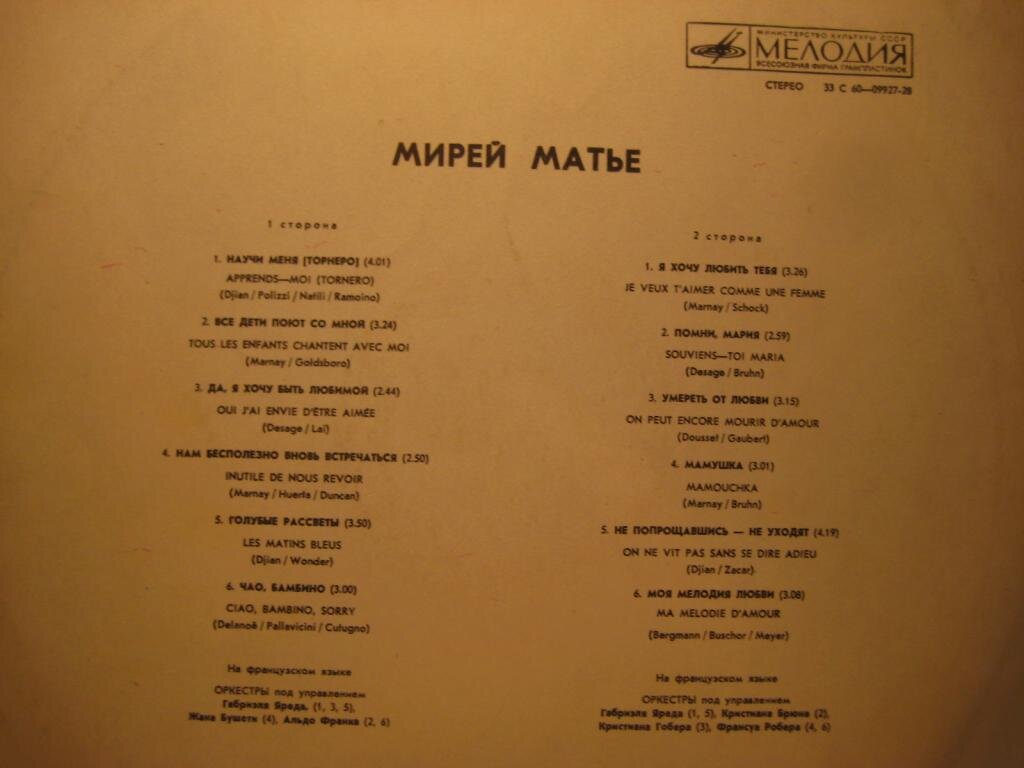 МИНИСТЕРСТВО КУЛЬТУРЫ СССР
МЕЛОДИЯ
ВСЕСОЮЗНАЯ ФИРМА ГРАМПЛАСТИНОК
СТЕРЕО 33 С 60—09927-28
МИРЕЙ МАТЬЕ
1 сторона
1. НАУЧИ МЕНЯ [ТОРНЕРО] (4.01)
APPRENDS—MOI (TORNERO)
(Djian / Polizzi / Natili / Ramoino)
2. ВСЕ ДЕТИ ПОЮТ СО МНОЙ (3.24)
TOUS LES ENFANTS CHANTENT AVEC MOI
(Marnay / Goldsboro)
3. ДА, Я ХОЧУ БЫТЬ ЛЮБИМОЙ (2.44)
OUI J'AI ENVIE D'ÊTRE AIMÉE
(Desage / Lai)
4. НАМ БЕСПОЛЕЗНО ВНОВЬ ВСТРЕЧАТЬСЯ (2.50)
INUTILE DE NOUS REVOIR
(Marnay / Huerta / Duncan)
5. ГОЛУБЫЕ РАССВЕТЫ (3.50)
LES MATINS BLEUS
(Djian / Wonder)
6. ЧАО, БАМБИНО (3.00)
CIAO, BAMBINO, SORRY
(Delanoë / Pallavicini / Cutugno)
На французском языке
ОРКЕСТРЫ под управлением
Габриэля Яреда, (1, 3, 5),
Жана Бушети (4), Альдо Франка (2, 6)
2 сторона
1. Я ХОЧУ ЛЮБИТЬ ТЕБЯ (3.26)
JE VEUX T'AIMER COMME UNE FEMME
(Marnay / Schock)
2. ПОМНИ, МАРИЯ (2.59)
SOUVIENS—TOI MARIA
(Desage / Bruhn)
3. УМЕРЕТЬ ОТ ЛЮБВИ (3.15)
ON PEUT ENCORE MOURIR D'AMOUR
(Dousset / Gaubert)
4. МАМУШКА (3.01)
MAMOUCHKA
(Marnay / Bruhn)
5. НЕ ПОПРОЩАВШИСЬ — НЕ УХОДЯТ (4.19)
ON NE VIT PAS SANS SE DIRE ADIEU
(Djian / Zacar)
6. МОЯ МЕЛОДИЯ ЛЮБВИ (3.08)
MA MELODIE D'AMOUR
(Bergmann / Buschor / Meyer)
На французском языке
ОРКЕСТРЫ под управлением
Габриэля Яреда (1, 5), Кристиана Брюна (2),
Кристиана Гобера (3), Франсуа Робера (4, 6)